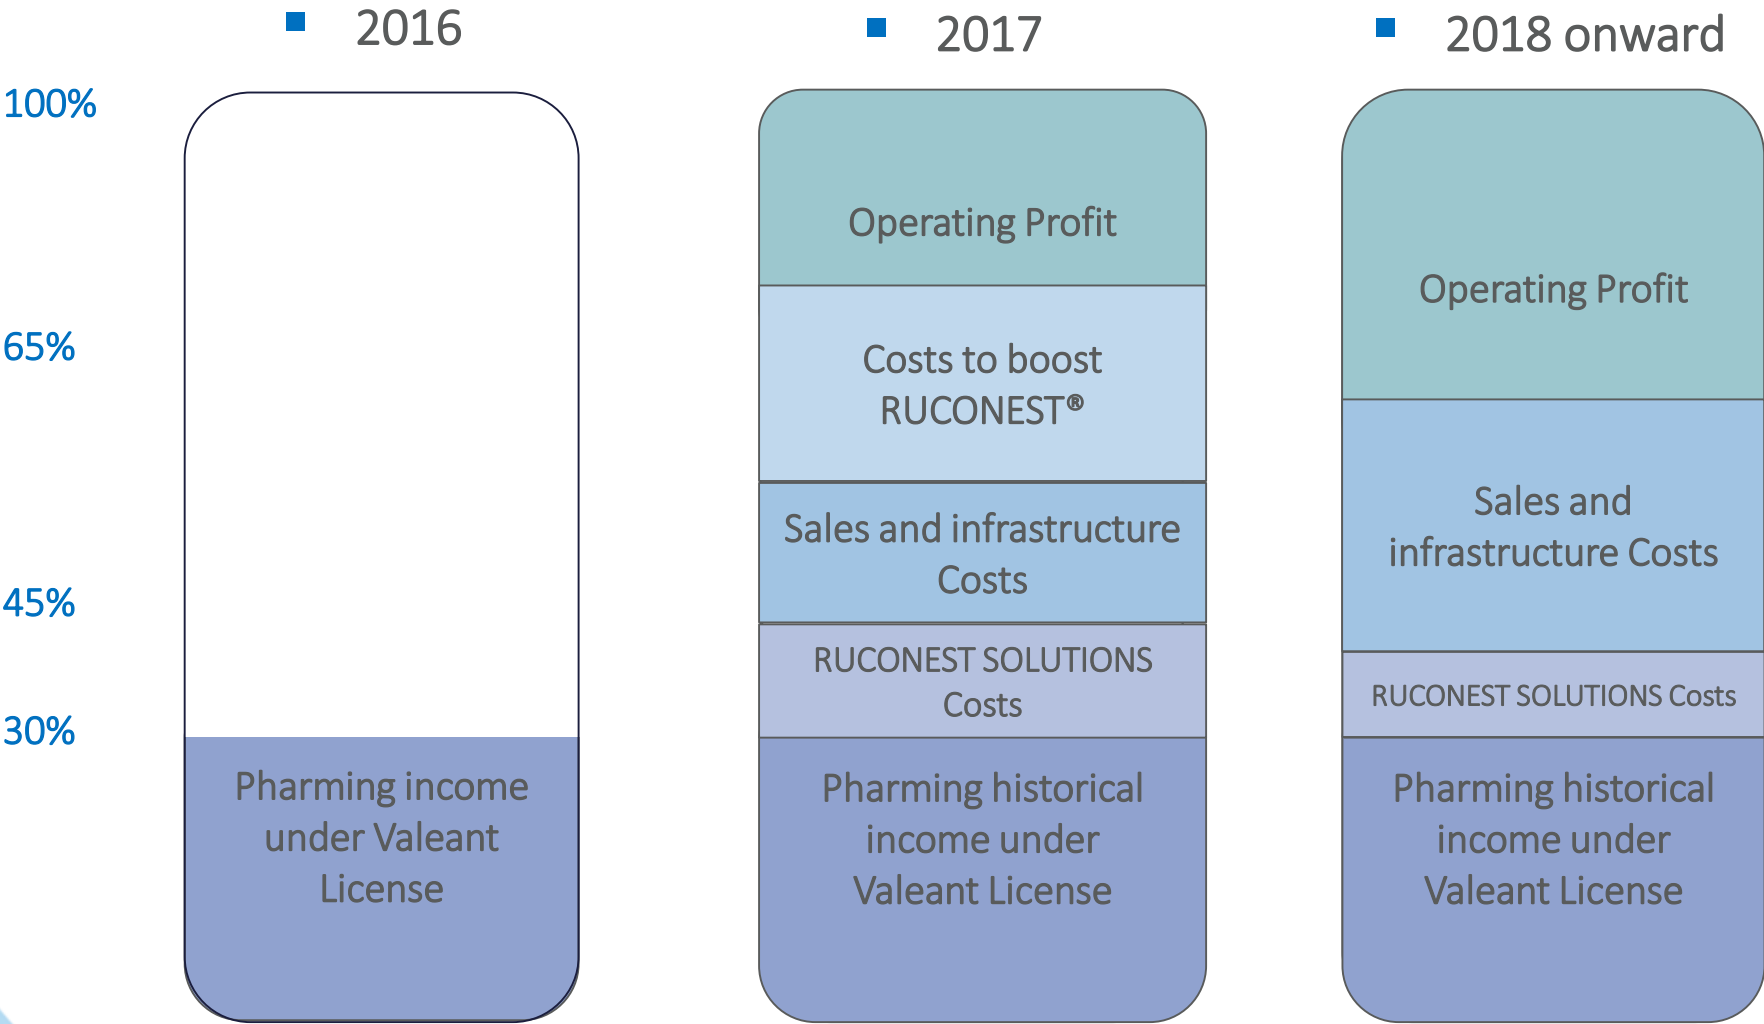 2016
2017
2018 onward
100%
65%
45%
30%
Pharming income
under Valeant
License
Operating Profit
Costs to boost
RUCONEST®
Sales and infrastructure
Costs
RUCONEST SOLUTIONS
Costs
Pharming historical
income under
Valeant License
Operating Profit
Sales and
infrastructure Costs
RUCONEST SOLUTIONS Costs
Pharming historical
income under
Valeant License